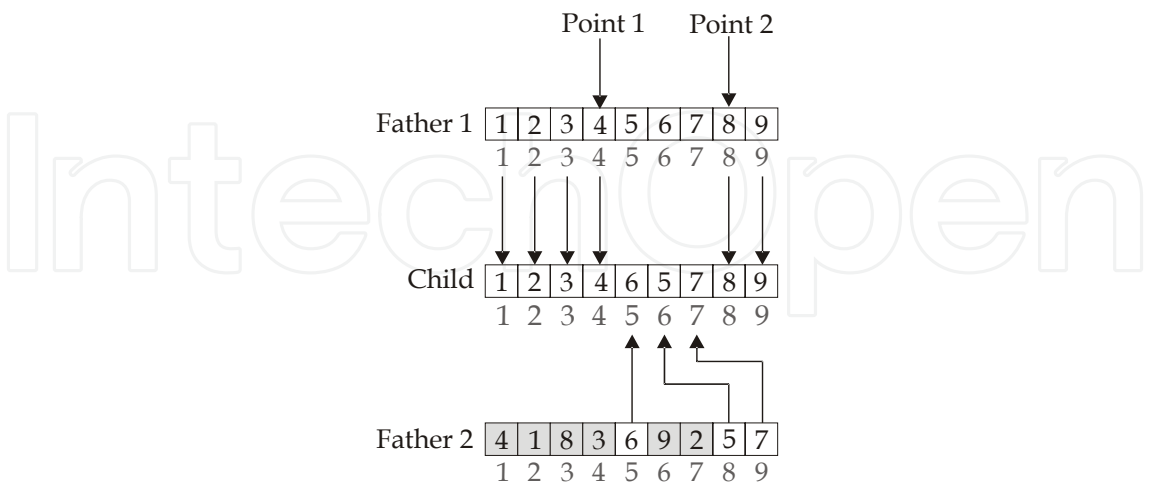 Point 1 Point 2
Father 1 1 2 3 4 5 6 7 8 9
1 2 3 4 5 6 7 8 9
IntechOpen
Child 1 2 3 4 6 5 7 8 9
1 2 3 4 5 6 7 8 9
Father 2 4 1 8 3 6 9 2 5 7
1 2 3 4 5 6 7 8 9